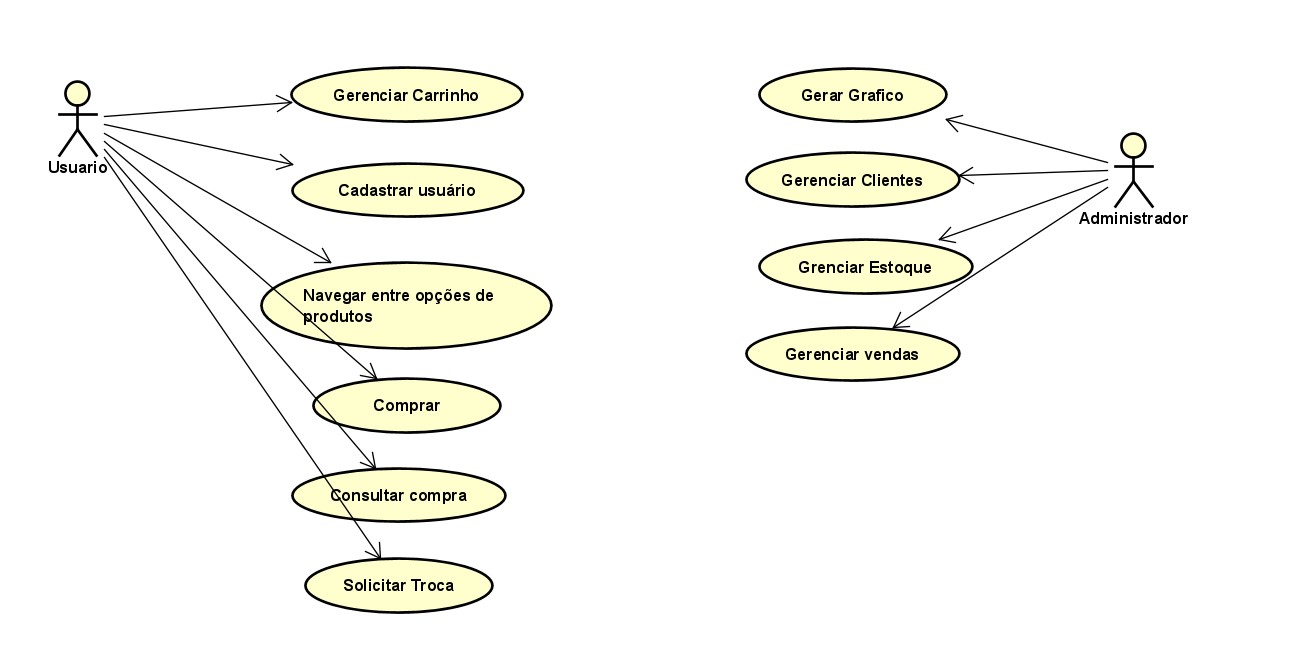 Usuario
Gerenciar Carrinho
Cadastrar usuário
Navegar entre opções de
produtos
Comprar
Consultar compra
Solicitar Troca
Gerar Grafico
Gerenciar Clientes
Grenciar Estoque
Gerenciar vendas
Administrador